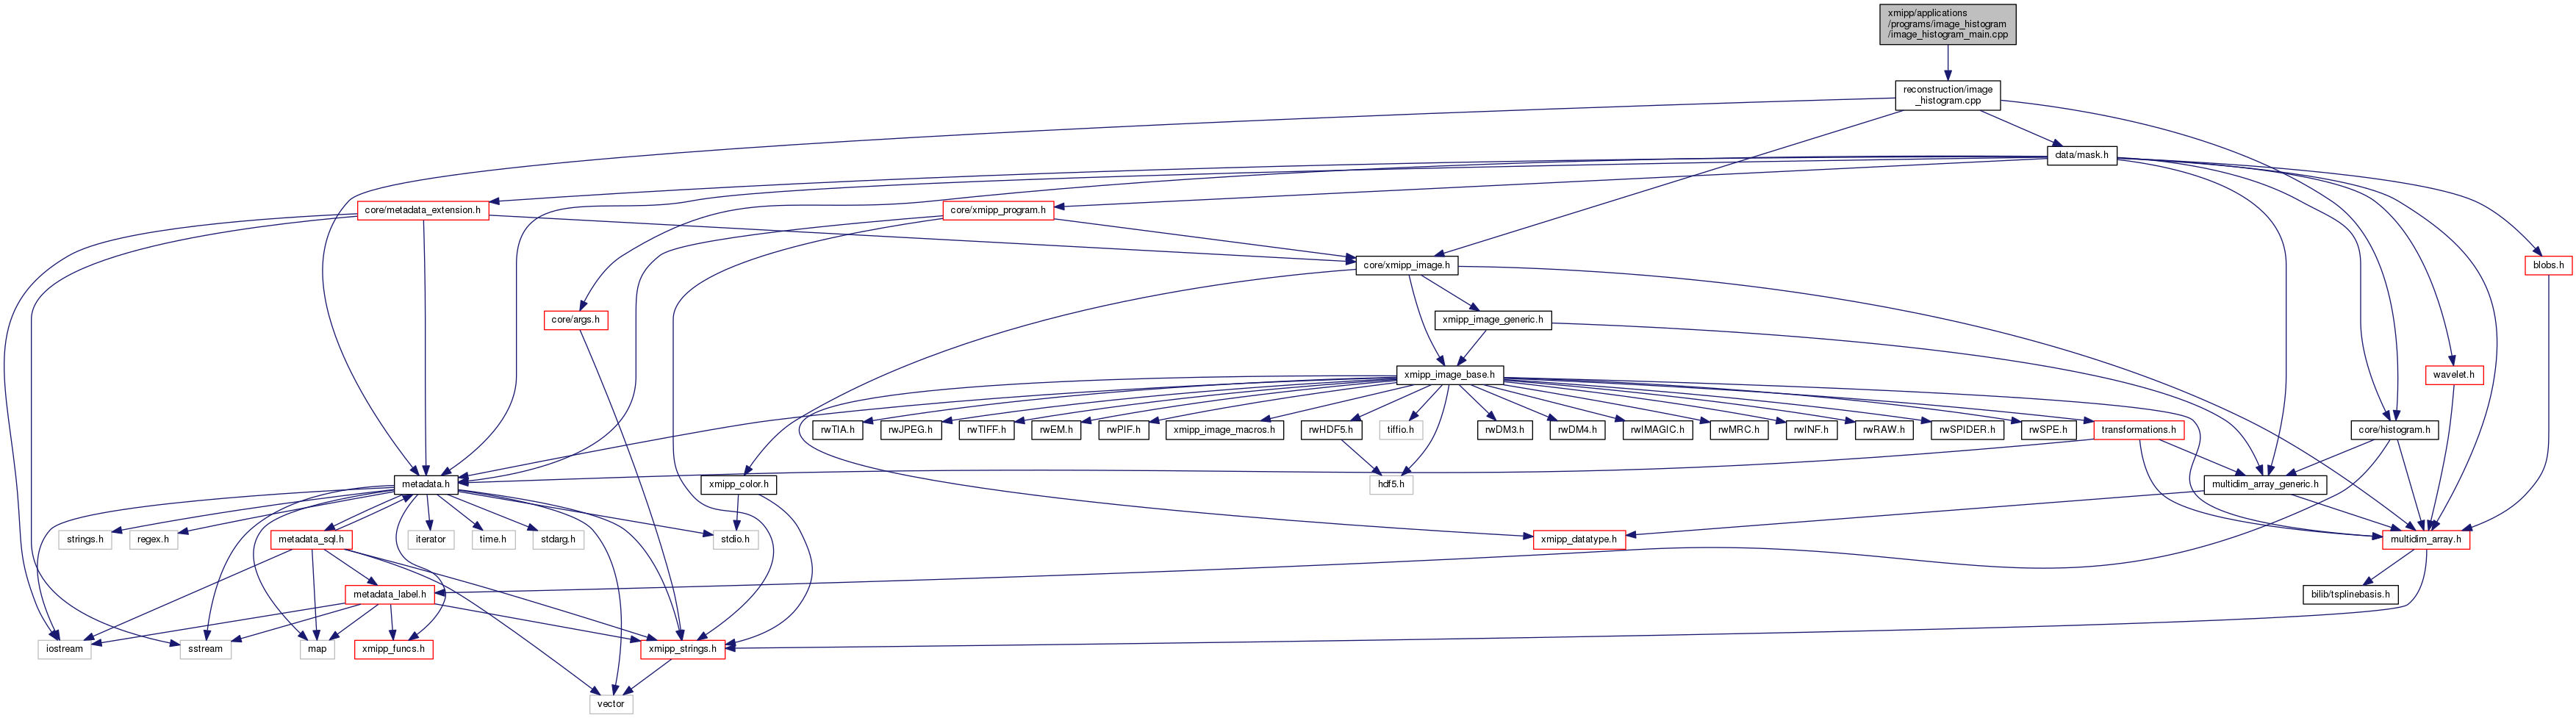 xmipp/applications
/programs/image_histogram
/image_histogram_main.cpp
reconstruction/image
_histogram.cpp
data/mask.h
core/metadata_extension.h
core/xmipp_program.h
core/xmipp_image.h
blobs.h
core/args.h
xmipp_image_generic.h
xmipp_image_base.h
wavelet.h
rwTIA.h
rwJPEG.h
rwTIFF.h
rwEM.h
rwPIF.h
xmipp_image_macros.h
rwHDF5.h
tiffio.h
rwDM3.h
rwDM4.h
rwIMAGIC.h
rwMRC.h
rwINF.h
rwRAW.h
rwSPIDER.h
rwSPE.h
transformations.h
core/histogram.h
metadata.h
xmipp_color.h
hdf5.h
multidim_array_generic.h
strings.h
regex.h
metadata_sql.h
iterator
time.h
stdarg.h
stdio.h
xmipp_datatype.h
multidim_array.h
metadata_label.h
bilib/tsplinebasis.h
iostream
sstream
map
xmipp_funcs.h
xmipp_strings.h
vector